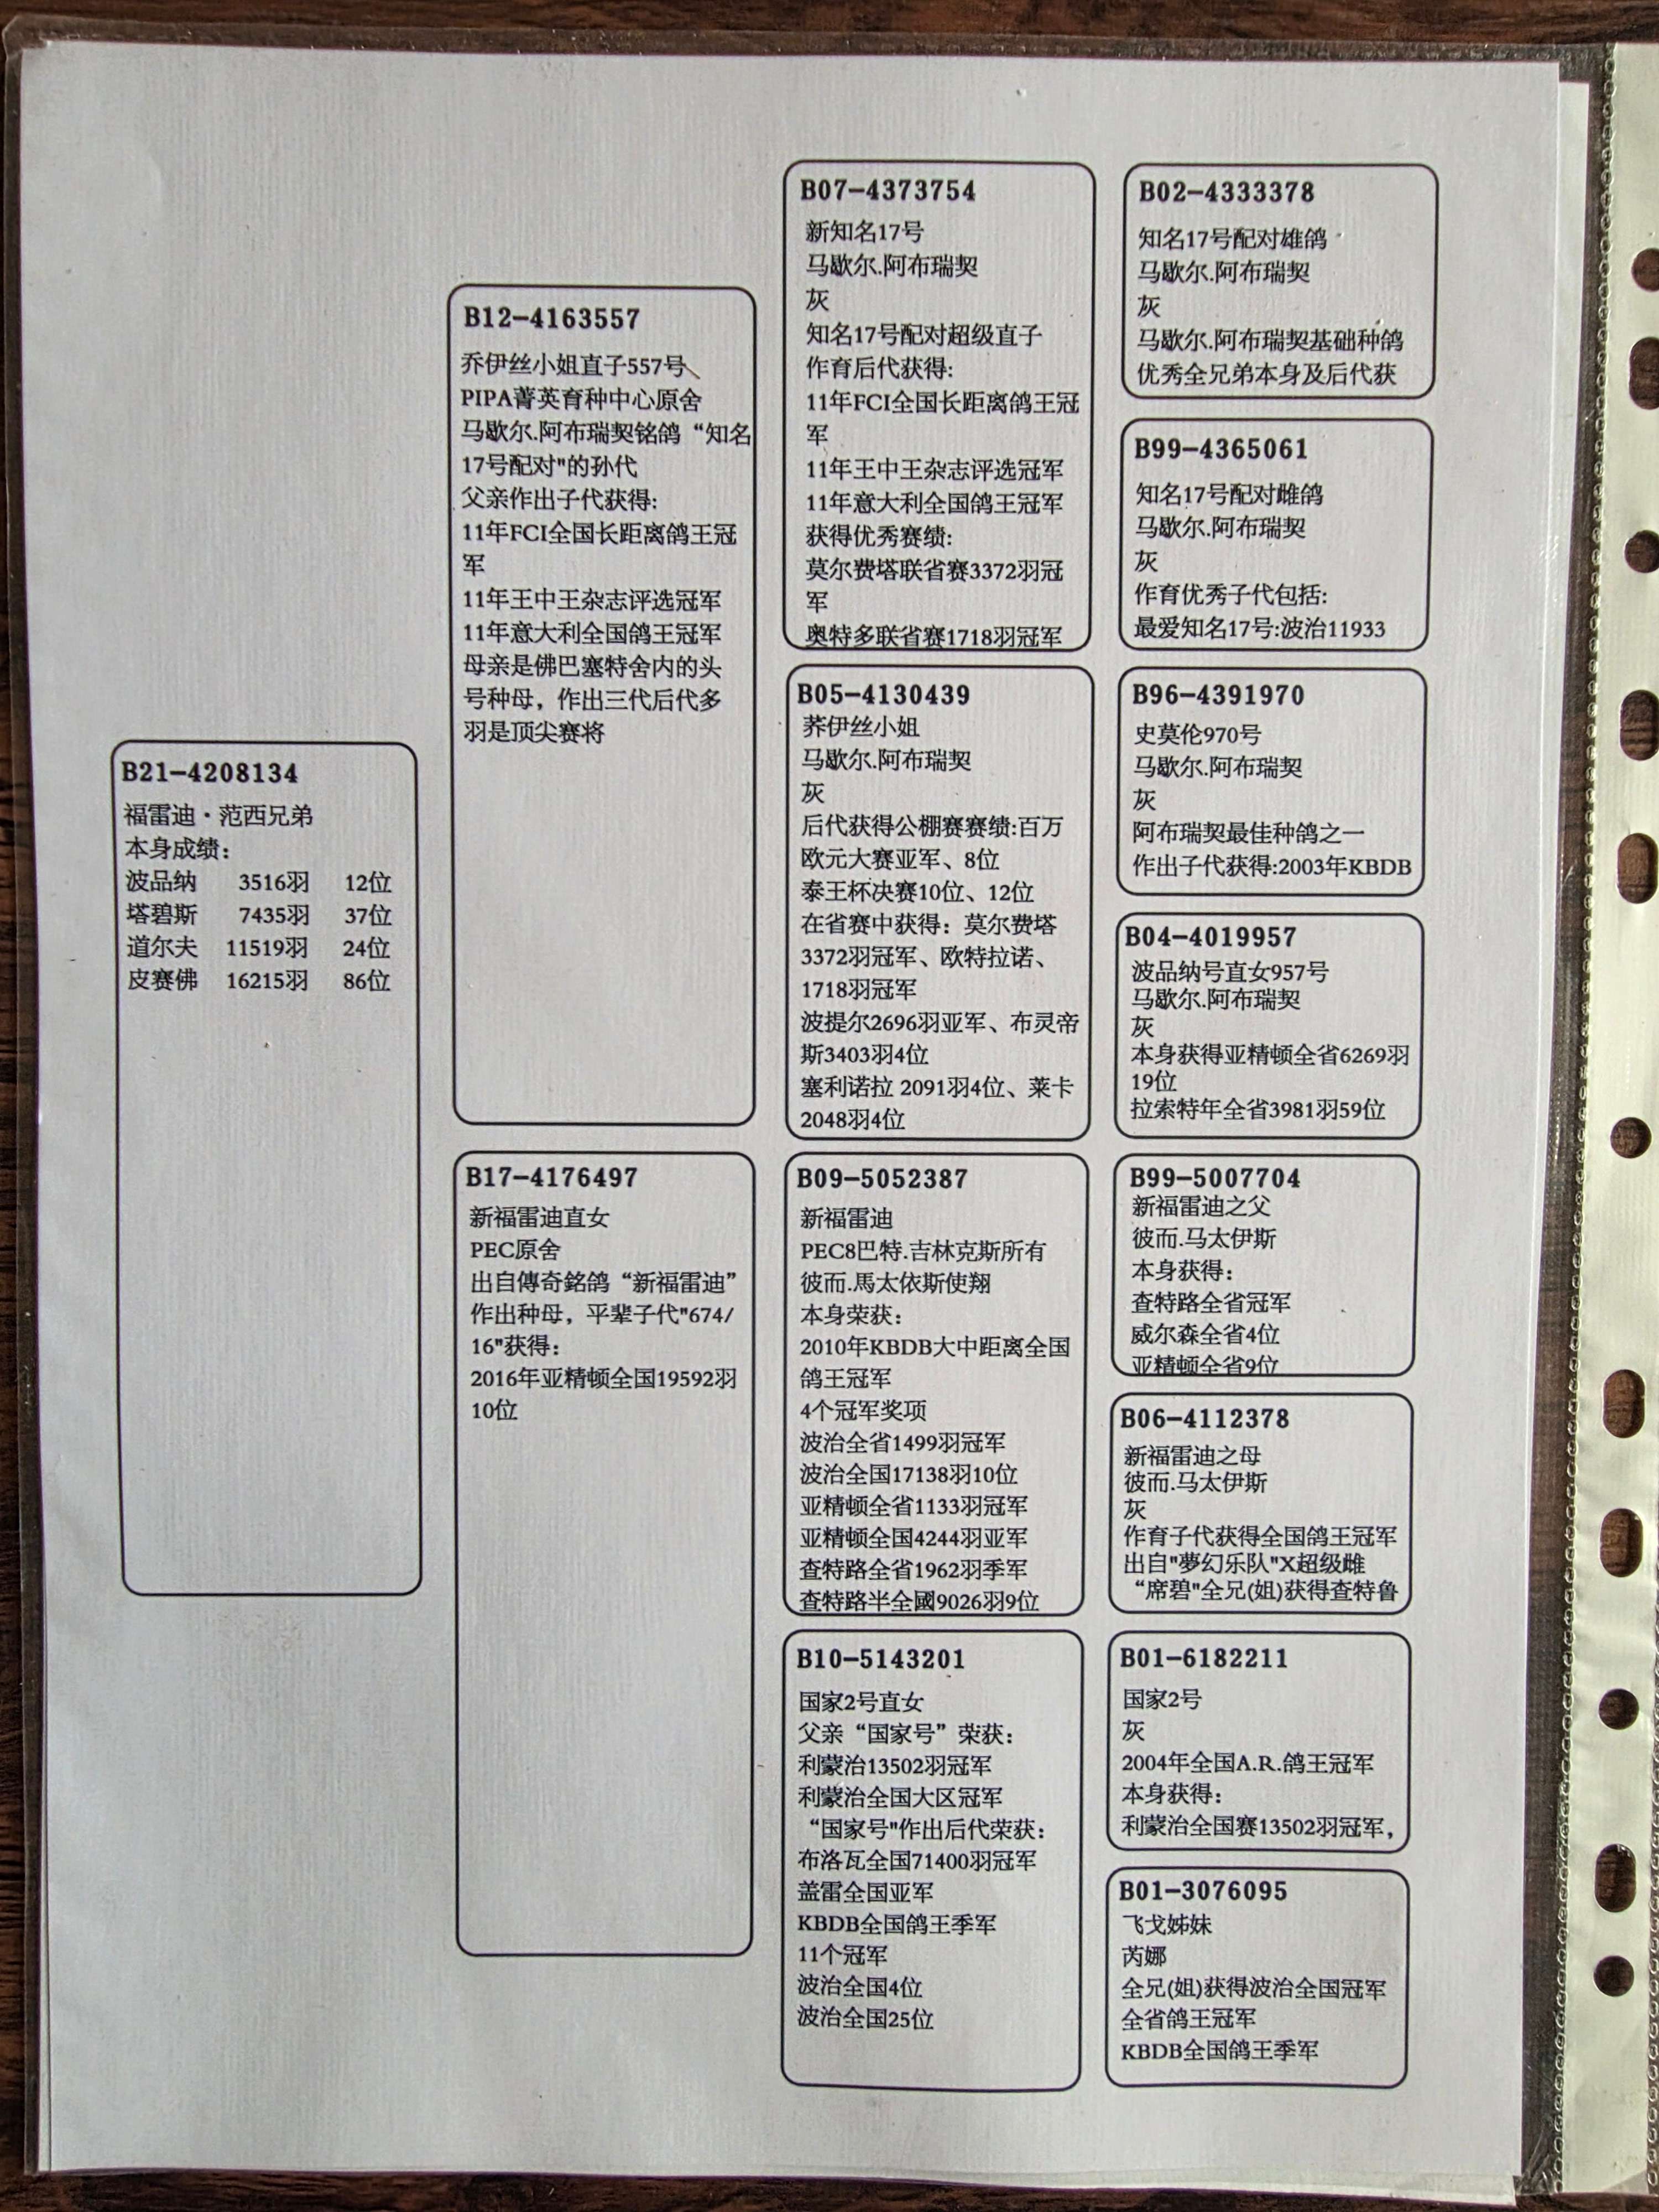 B21-4208134
福雷迪·范西兄弟
本身成绩：
波品纳 3516羽 12位
塔碧斯 7435羽 37位
道尔夫 11519羽 24位
皮赛佛 16215羽 86位
B12-4163557
乔伊丝小姐直子557号
PIPA菁英育种中心原舍
马歇尔.阿布瑞契铭鸽“知名
17号配对"的孙代
父亲作出子代获得:
11年FCI全国长距离鸽王冠
军
11年王中王杂志评选冠军
11年意大利全国鸽王冠军
母亲是佛巴塞特舍内的头
号种母，作出三代后代多
羽是顶尖赛将
B17-4176497
新福雷迪直女
PEC原舍
出自傳奇銘鸽“新福雷迪”
作出种母，平辈子代"674/
16"获得：
2016年亚精顿全国19592羽
10位
B07-4373754
新知名17号
马歇尔.阿布瑞契
灰
知名17号配对超级直子
作育后代获得:
11年FCI全国长距离鸽王冠
军
11年王中王杂志评选冠军
11年意大利全国鸽王冠军
获得优秀赛绩:
莫尔费塔联省赛3372羽冠
军
奥特多联省赛1718羽冠军
B05-4130439
荞伊丝小姐
马歇尔.阿布瑞契
灰
后代获得公棚赛赛绩:百万
欧元大赛亚军、8位
泰王杯决赛10位、12位
在省赛中获得：莫尔费塔
3372羽冠军、欧特拉诺、
1718羽冠军
波提尔2696羽亚军、布灵帝
斯3403羽4位
塞利诺拉 2091羽4位、莱卡
2048羽4位
B09-5052387
新福雷迪
PEC8巴特.吉林克斯所有
彼而.馬太依斯使翔
本身荣获：
2010年KBDB大中距离全国
鸽王冠军
4个冠军奖项
波治全省1499羽冠军
波治全国17138羽10位
亚精顿全省1133羽冠军
亚精顿全国4244羽亚军
查特路全省1962羽季军
查特路半全國9026羽9位
B10-5143201
国家2号直女
父亲“国家号”荣获：
利蒙治13502羽冠军
利蒙治全国大区冠军
“国家号"作出后代荣获：
布洛瓦全国71400羽冠军
盖雷全国亚军
KBDB全国鸽王季军
11个冠军
波治全国4位
波治全国25位
B02-4333378
知名17号配对雄鸽
马歇尔.阿布瑞契
灰
马歇尔.阿布瑞契基础种鸽
优秀全兄弟本身及后代获
B99-4365061
知名17号配对雌鸽
马歇尔.阿布瑞契
灰
作育优秀子代包括:
最爱知名17号:波治11933
B96-4391970
史莫伦970号
马歇尔.阿布瑞契
灰
阿布瑞契最佳种鸽之一
作出子代获得:2003年KBDB
B04-4019957
波品纳号直女957号
马歇尔.阿布瑞契
灰
本身获得亚精顿全省6269羽
19位
拉索特年全省3981羽59位
B99-5007704
新福雷迪之父
彼而.马太伊斯
本身获得：
查特路全省冠军
威尔森全省4位
亚精顿全省9位
B06-4112378
新福雷迪之母
彼而.马太伊斯
灰
作育子代获得全国鸽王冠军
出自"夢幻乐队"X超级雌
“席碧"全兄(姐)获得查特鲁
B01-6182211
国家2号
灰
2004年全国A.R.鸽王冠军
本身获得：
利蒙治全国赛13502羽冠军，
B01-3076095
飞戈姊妹
芮娜
全兄(姐)获得波治全国冠军
全省鸽王冠军
KBDB全国鸽王季军